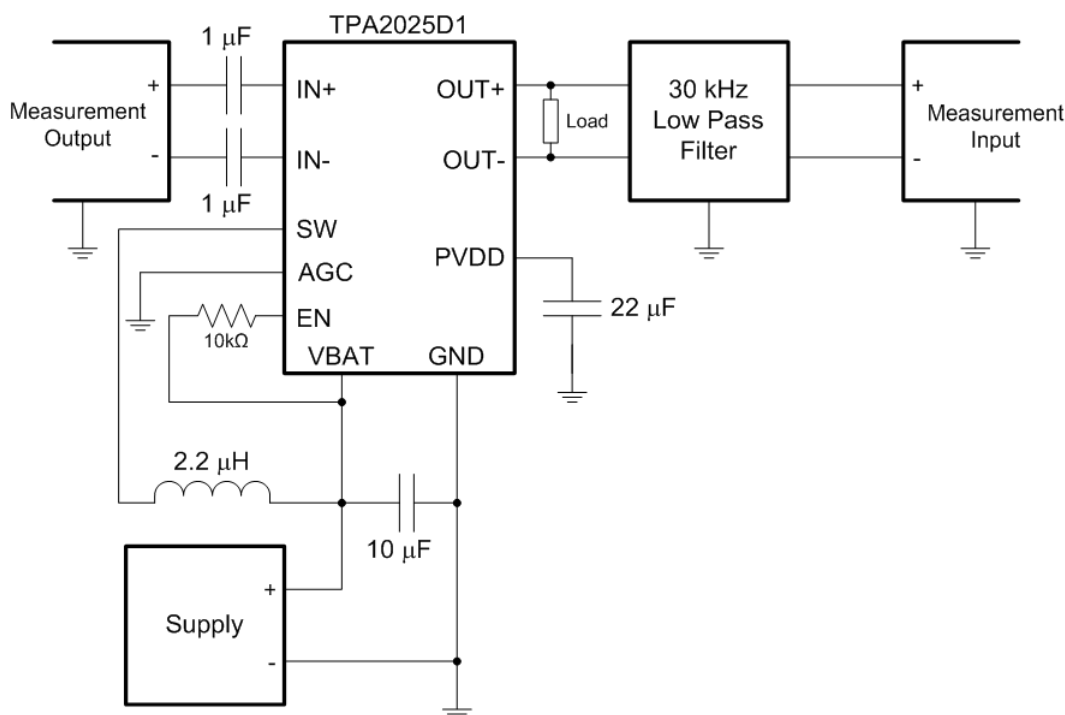 TPA2025D1
1 μF
Measurement
Output
+
-
1 μF
IN+
IN-
SW
AGC
EN
VBAT
GND
OUT+
OUT-
PVDD
Load
30 kHz
Low Pass
Filter
+
-
Measurement
Input
22 μF
10kΩ
2.2 μH
10 μF
Supply
+
-